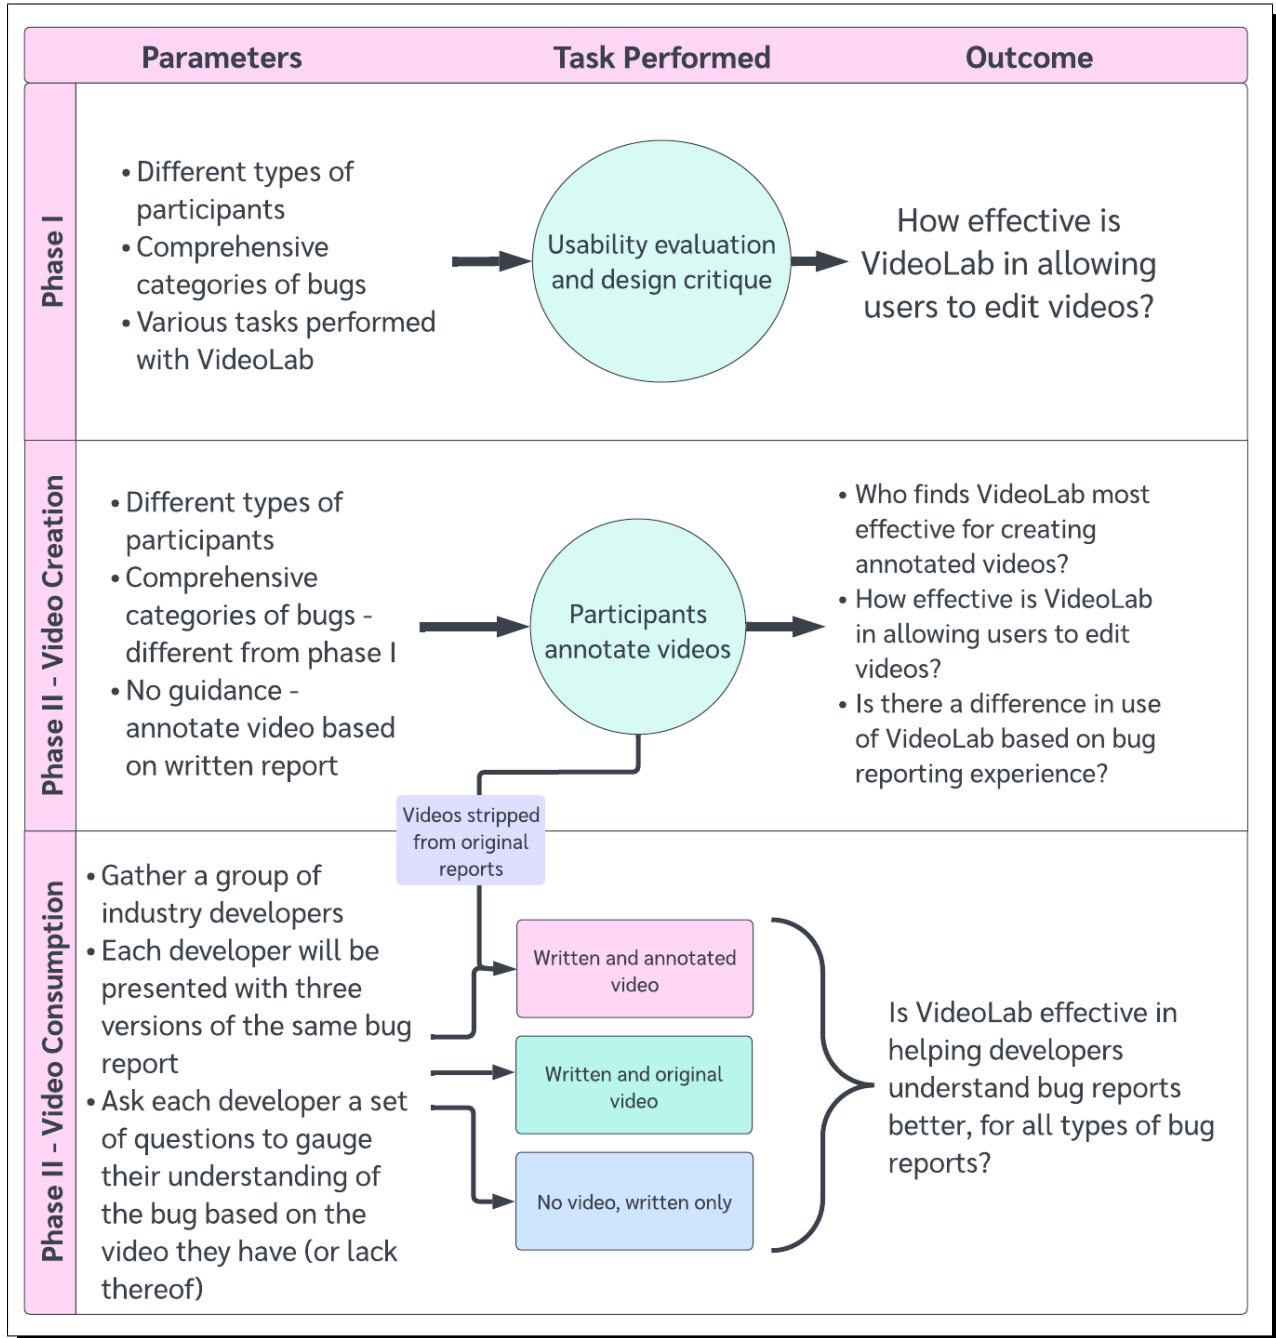 Parameters
Task Performed
Outcome
Phase I
• Different types of
participants
• Comprehensive
categories of bugs
• Various tasks performed
with VideoLab
Usability evaluation
and design critique
How effective is
VideoLab in allowing
users to edit videos?
Phase II - Video Creation
• Different types of
participants
• Comprehensive
categories of bugs -
different from phase I
• No guidance -
annotate video based
on written report
Participants
annotate videos
• Who finds VideoLab most
effective for creating
annotated videos?
• How effective is VideoLab
in allowing users to edit
videos?
• Is there a difference in use
of VideoLab based on bug
reporting experience?
Videos stripped
from original
reports
Phase II - Video Consumption
• Gather a group of
industry developers
• Each developer will be
presented with three
versions of the same bug
report
• Ask each developer a set
of questions to gauge
their understanding of
the bug based on the
video they have (or lack
thereof)
Written and annotated
video
Written and original
video
No video, written only
Is VideoLab effective in
helping developers
understand bug reports
better, for all types of bug
reports?